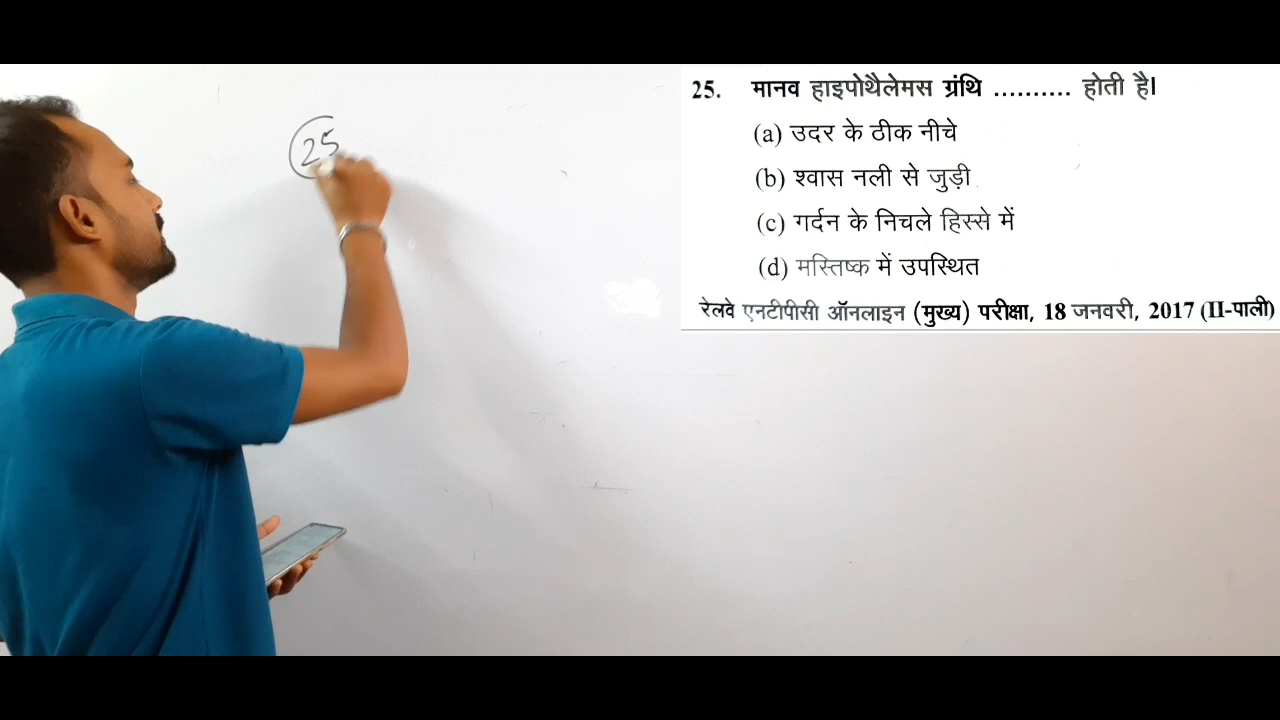 25
25. मानव हाइपोथैलेमस ग्रंथि .......... होती है।
(a) उदर के ठीक नीचे
(b) श्वास नली से जुड़ी
(c) गर्दन के निचले हिस्से में
(d) मस्तिष्क में उपस्थित
रेलवे एनटीपीसी ऑनलाइन (मुख्य) परीक्षा, 18 जनवरी, 2017 (II-पाली)